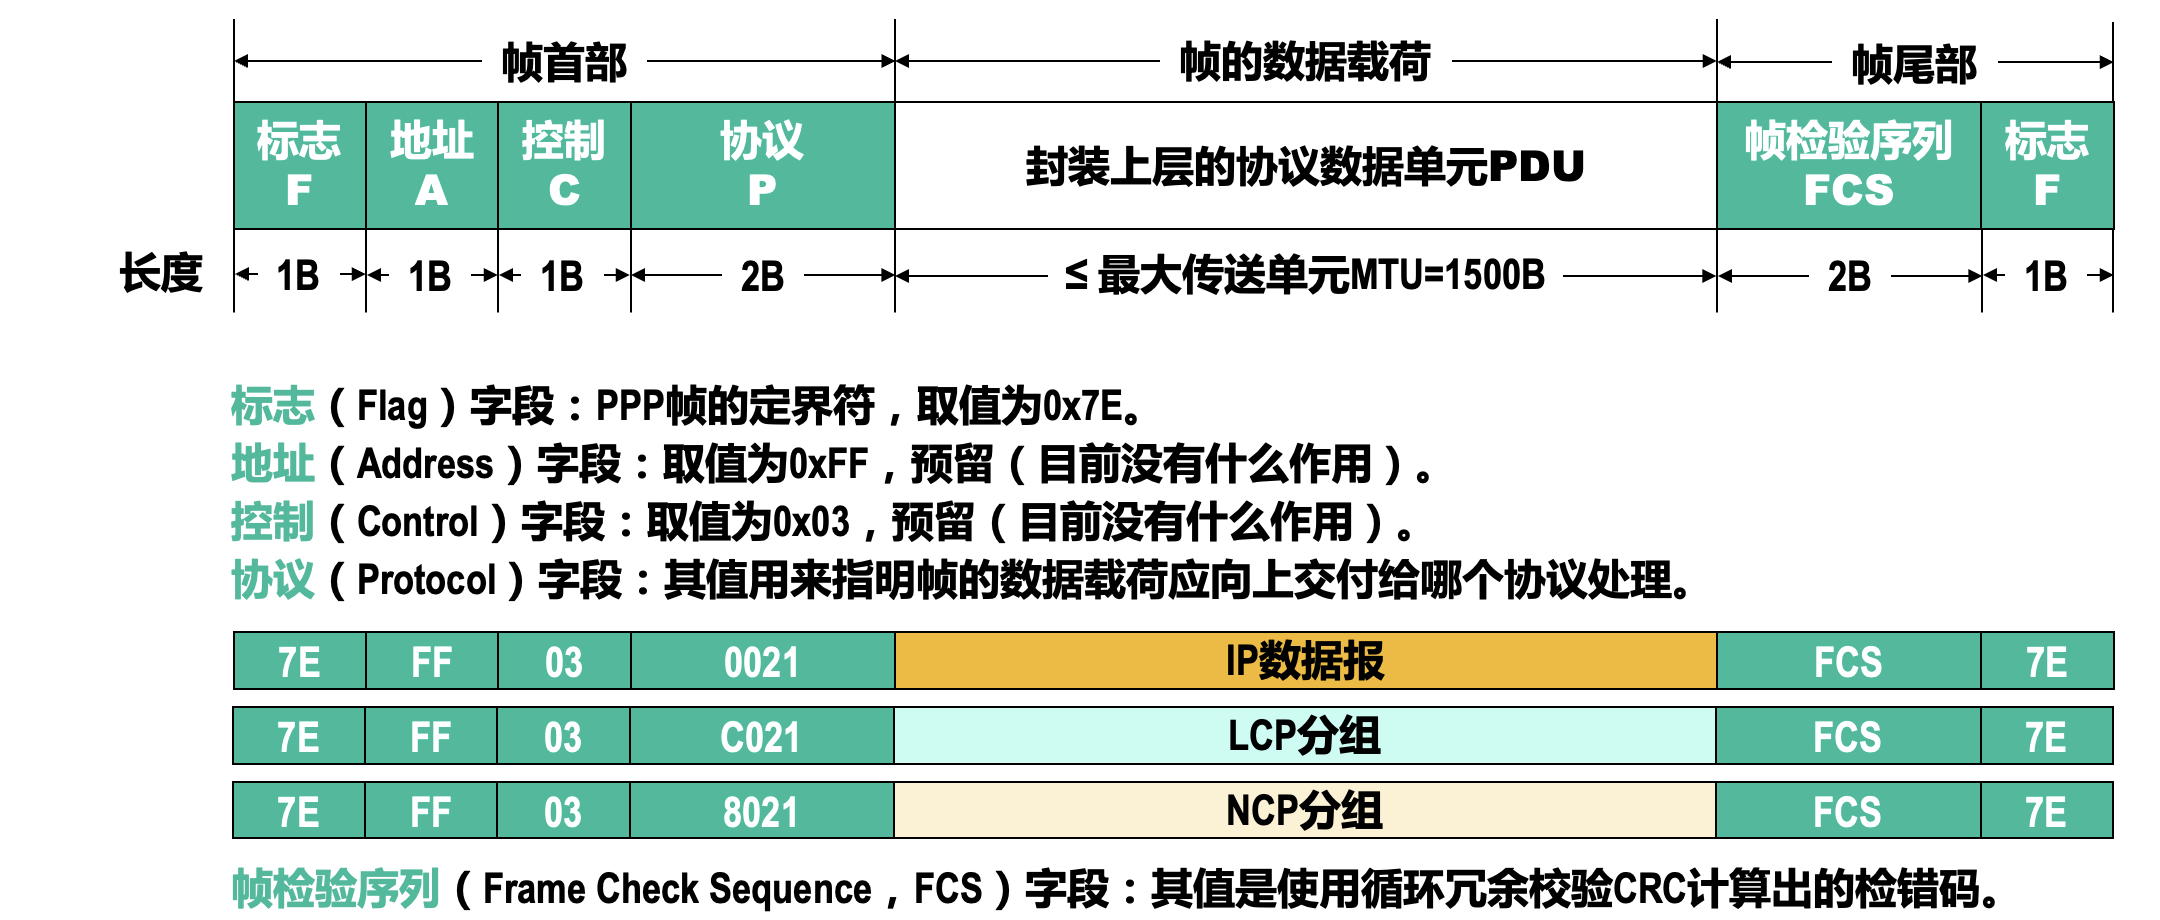 帧首部 帧的数据载荷 帧尾部
标志 地址 控制 协议 封装上层的协议数据单元PDU 帧检验序列 标志
F A C P FCS F
长度 1B 1B 1B 2B ≤ 最大传送单元MTU=1500B 2B 1B
标志（Flag）字段：PPP帧的定界符，取值为0x7E。
地址（Address）字段：取值为0xFF，预留（目前没有什么作用）。
控制（Control）字段：取值为0x03，预留（目前没有什么作用）。
协议（Protocol）字段：其值用来指明帧的数据载荷应向上交付给哪个协议处理。
7E FF 03 0021 IP数据报 FCS 7E
7E FF 03 C021 LCP分组 FCS 7E
7E FF 03 8021 NCP分组 FCS 7E
帧检验序列（Frame Check Sequence，FCS）字段：其值是使用循环冗余校验CRC计算出的检错码。